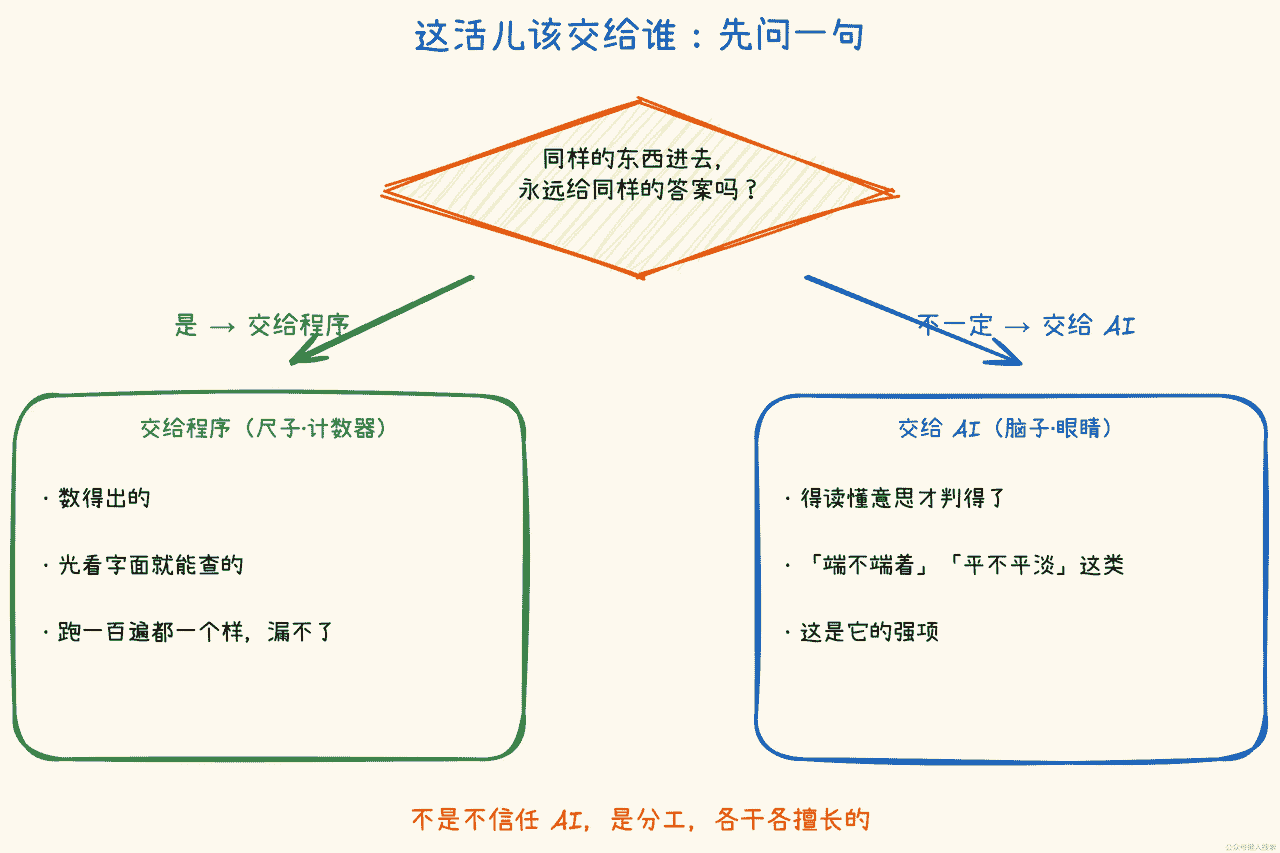 这活儿该交给谁：先问一句
同样的东西进去，
永远给同样的答案吗？
是 → 交给程序
不一定 → 交给 AI
交给程序（尺子·计数器）
· 数得出的
· 光看字面就能查的
· 跑一百遍都一个样，漏不了
交给 AI（脑子·眼睛）
· 得读懂意思才判得了
· 「端不端着」「平不平淡」这类
· 这是它的强项
不是不信任 AI，是分工，各干各擅长的